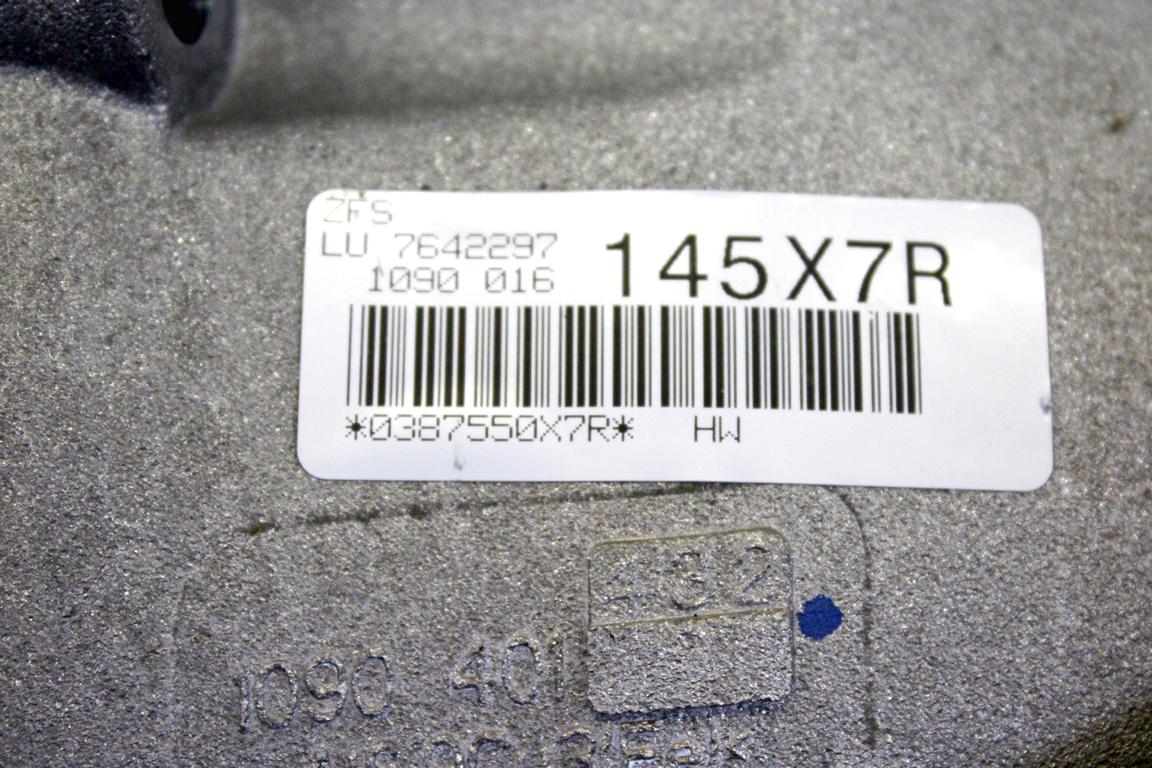 ZFS
LU 7642297
1090 016
145X7R
*0387550X7R* HW
432
1090 401